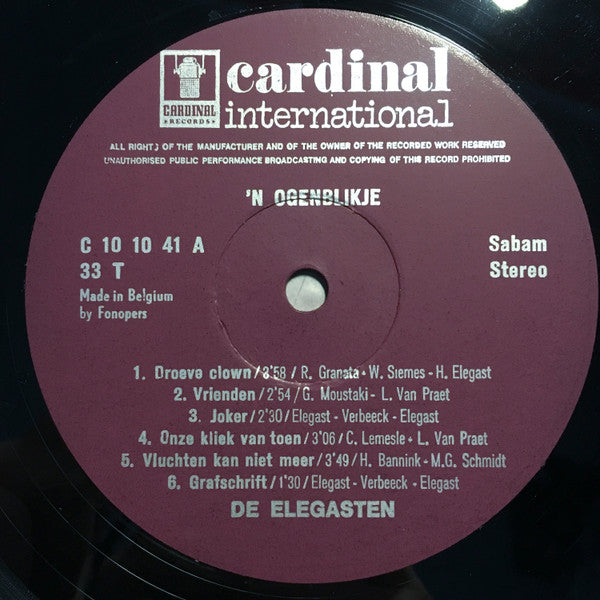 CARDINAL
RECORDS
cardinal
international
ALL RIGHTS OF THE MANUFACTURER AND OF THE OWNER OF THE RECORDED WORK RESERVED
UNAUTHORISED PUBLIC PERFORMANCE BROADCASTING AND COPYING OF THIS RECORD PROHIBITED
'N OGENBLIKJE
C 10 10 41 A
33 T
Made in Belgium
by Fonopers
Sabam
Stereo
1. Droeve clown/3'58 / R. Granata - W. Siemes - H. Elegast
2. Vrienden/2'54/G. Moustaki - L. Van Praet
3. Joker/2'30/Elegast - Verbeeck - Elegast
4. Onze kliek van toen/3'06/C. Lemesle - L. Van Praet
5. Vluchten kan niet meer/3'49/H. Bannink - M.G. Schmidt
6. Grafschrift/1'30/Elegast - Verbeek - Elegast
DE ELEGASTEN